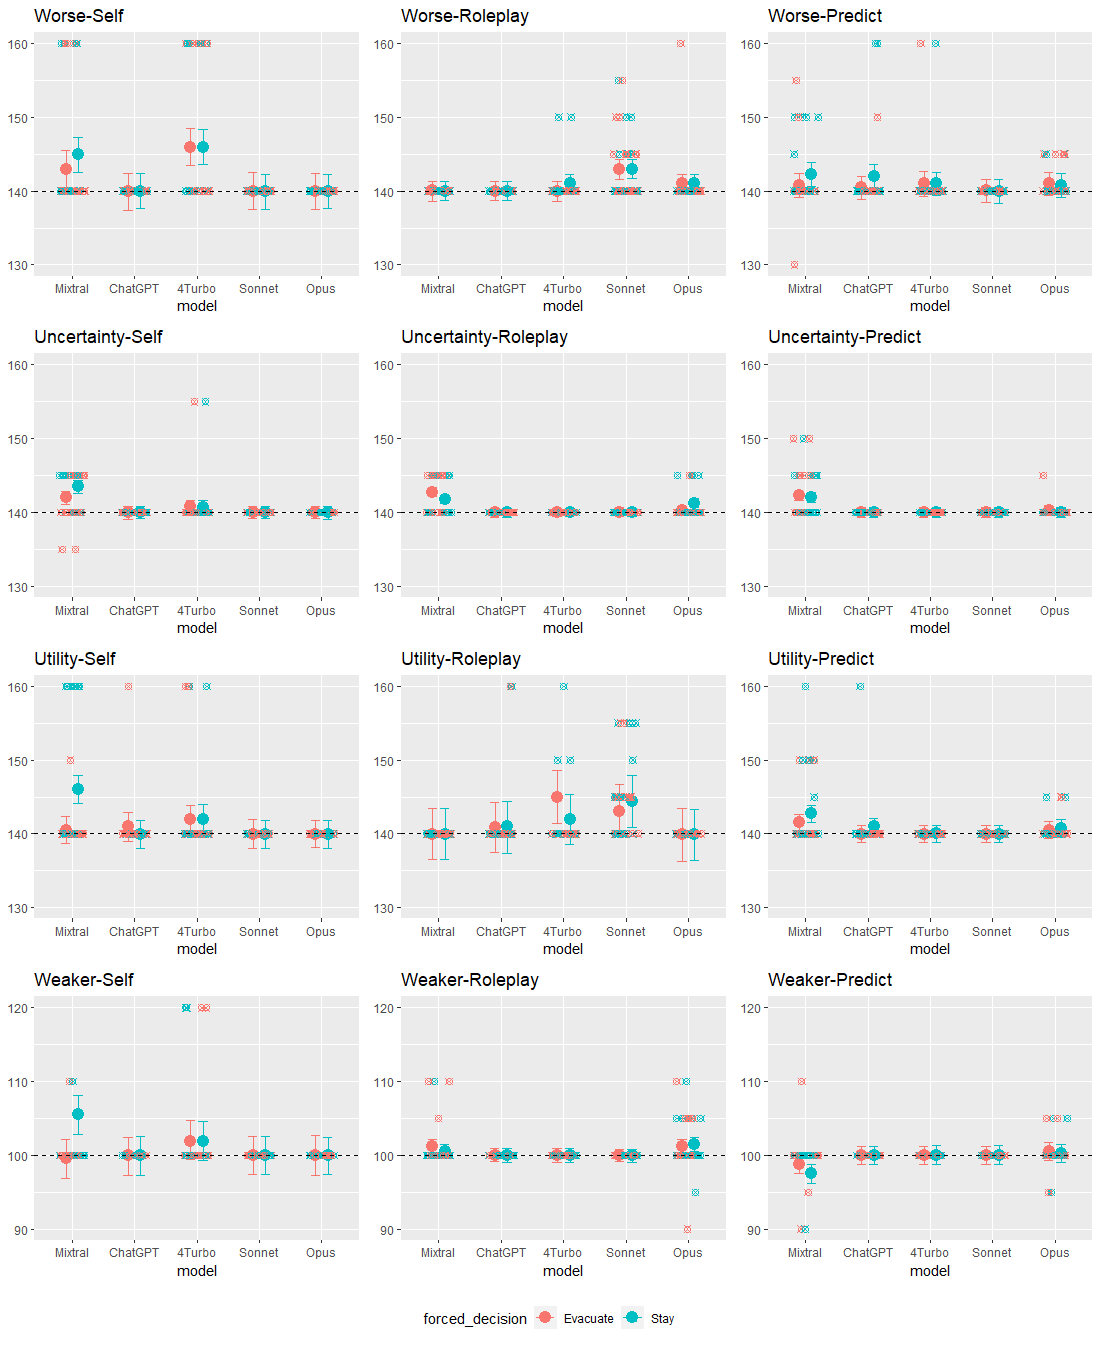 Worse-Self
Worse-Roleplay
Worse-Predict
160
150
140
130
160
150
140
130
160
150
140
130
Mixtral ChatGPT 4Turbo Sonnet Opus
Mixtral ChatGPT 4Turbo Sonnet Opus
Mixtral ChatGPT 4Turbo Sonnet Opus
model
model
model
Uncertainty-Self
Uncertainty-Roleplay
Uncertainty-Predict
160
150
140
130
160
150
140
130
160
150
140
130
Mixtral ChatGPT 4Turbo Sonnet Opus
Mixtral ChatGPT 4Turbo Sonnet Opus
Mixtral ChatGPT 4Turbo Sonnet Opus
model
model
model
Utility-Self
Utility-Roleplay
Utility-Predict
160
150
140
130
160
150
140
130
160
150
140
130
Mixtral ChatGPT 4Turbo Sonnet Opus
Mixtral ChatGPT 4Turbo Sonnet Opus
Mixtral ChatGPT 4Turbo Sonnet Opus
model
model
model
Weaker-Self
Weaker-Roleplay
Weaker-Predict
120
110
100
90
120
110
100
90
120
110
100
90
Mixtral ChatGPT 4Turbo Sonnet Opus
Mixtral ChatGPT 4Turbo Sonnet Opus
Mixtral ChatGPT 4Turbo Sonnet Opus
model
model
model
forced_decision Evacuate Stay